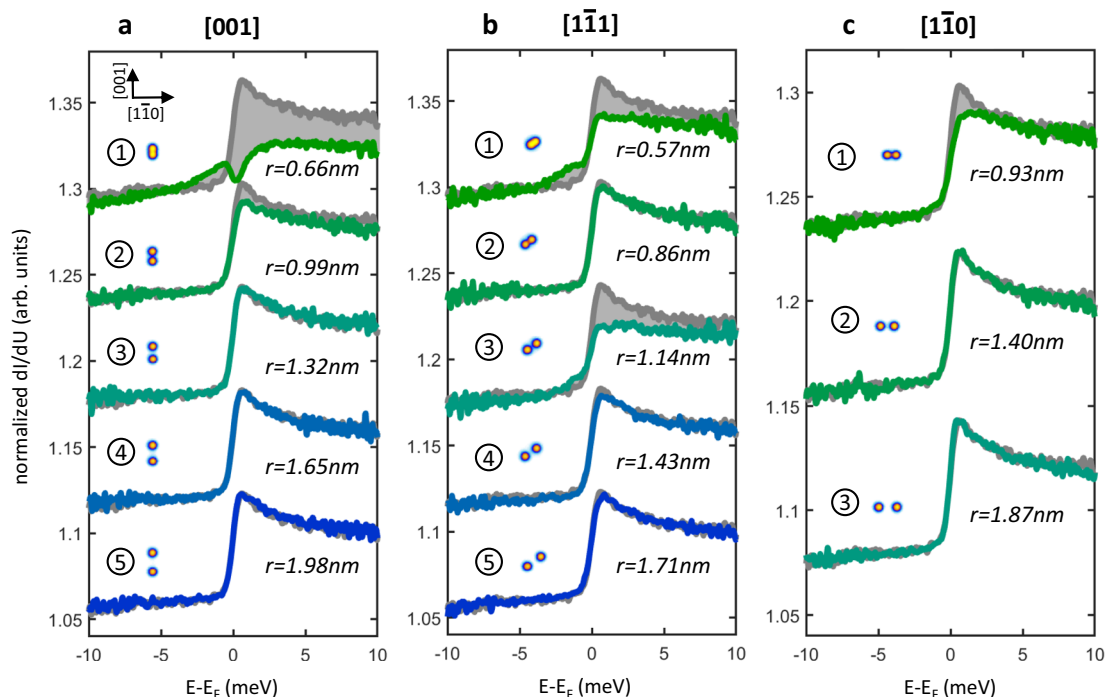 a [001]
b [11̅1]
c [11̅0]
normalized dI/dU (arb. units)
[001]
[11̅0]
1.35
1.3
1.25
1.2
1.15
1.1
1.05
① r=0.66nm
② r=0.99nm
③ r=1.32nm
④ r=1.65nm
⑤ r=1.98nm
-10 -5 0 5 10
E-E_F (meV)
1.35
1.3
1.25
1.2
1.15
1.1
1.05
① r=0.57nm
② r=0.86nm
③ r=1.14nm
④ r=1.43nm
⑤ r=1.71nm
-10 -5 0 5 10
E-E_F (meV)
1.3
1.25
1.2
1.15
1.1
1.05
① r=0.93nm
② r=1.40nm
③ r=1.87nm
-10 -5 0 5 10
E-E_F (meV)